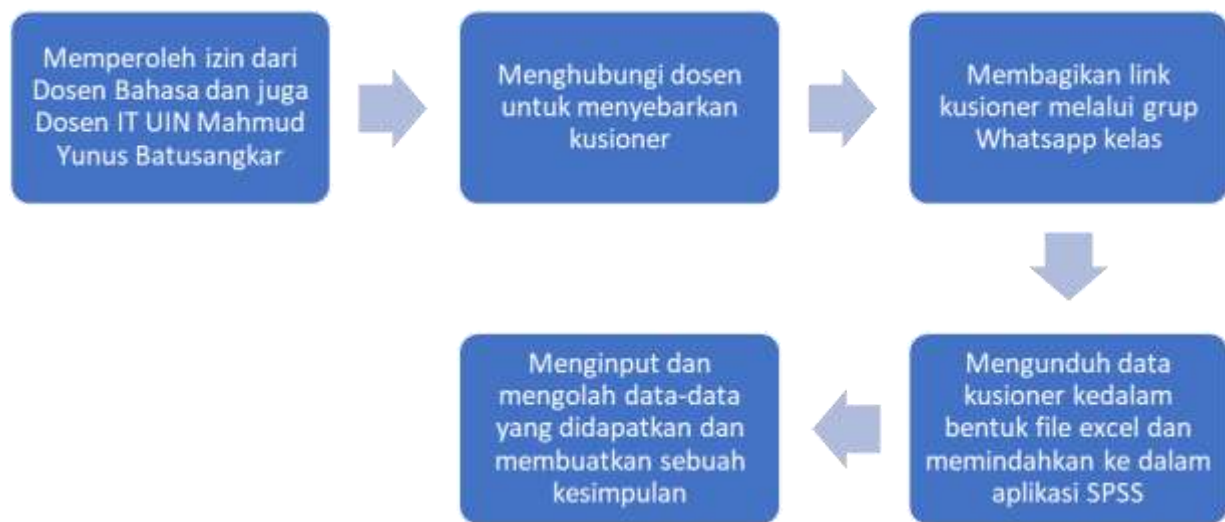 Memperoleh izin dari
Dosen Bahasa dan juga
Dosen IT UIN Mahmud
Yunus Batusangkar
Menghubungi dosen
untuk menyebarkan
kusioner
Membagikan link
kusioner melalui grup
Whatsapp kelas
Mengunduh data
kusioner kedalam
bentuk file excel dan
memindahkan ke dalam
aplikasi SPSS
Menginput dan
mengolah data-data
yang didapatkan dan
membuatkan sebuah
kesimpulan